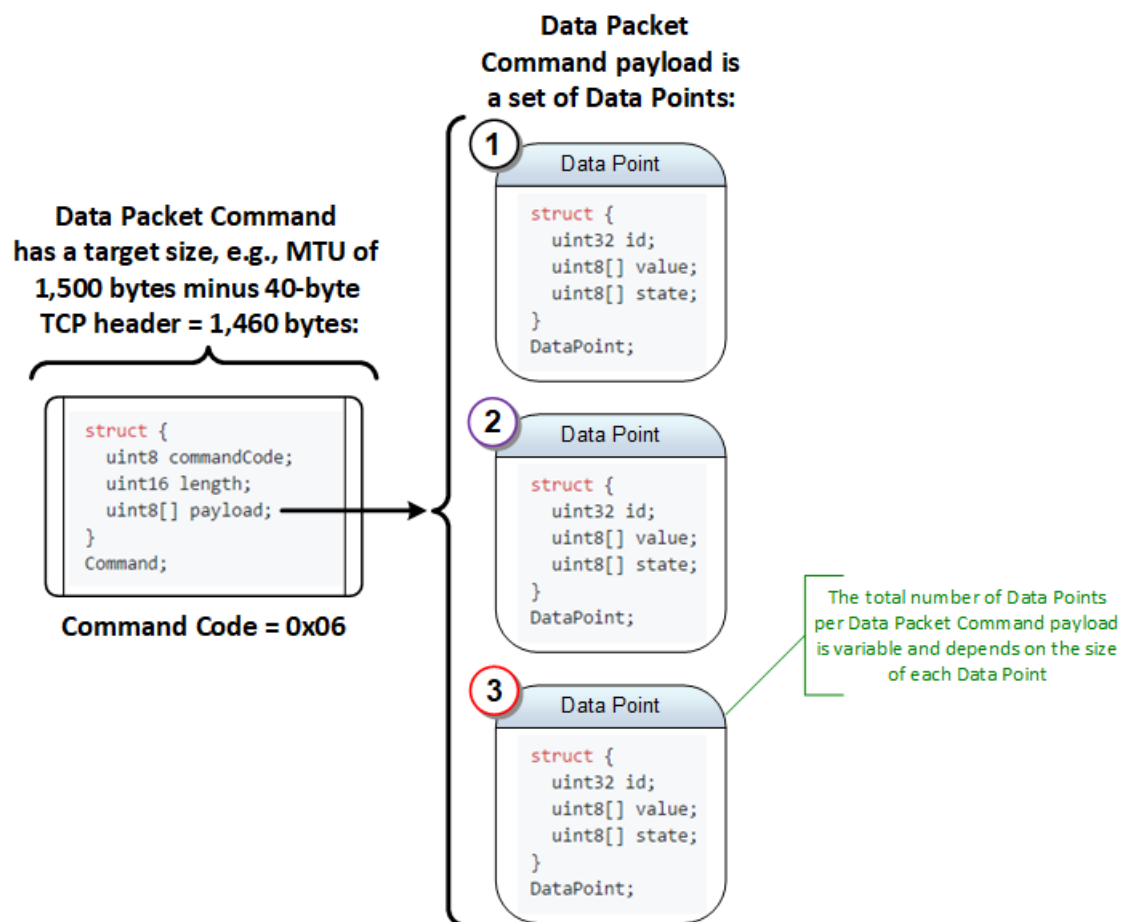 Data Packet
Command payload is
a set of Data Points:
Data Packet Command
has a target size, e.g., MTU of
1,500 bytes minus 40-byte
TCP header = 1,460 bytes:
struct {
uint8 commandCode;
uint16 length;
uint8[] payload;
}
Command;
Command Code = 0x06
1
Data Point
struct {
uint32 id;
uint8[] value;
uint8[] state;
}
DataPoint;
2
Data Point
struct {
uint32 id;
uint8[] value;
uint8[] state;
}
DataPoint;
3
Data Point
struct {
uint32 id;
uint8[] value;
uint8[] state;
}
DataPoint;
The total number of Data Points
per Data Packet Command payload
is variable and depends on the size
of each Data Point